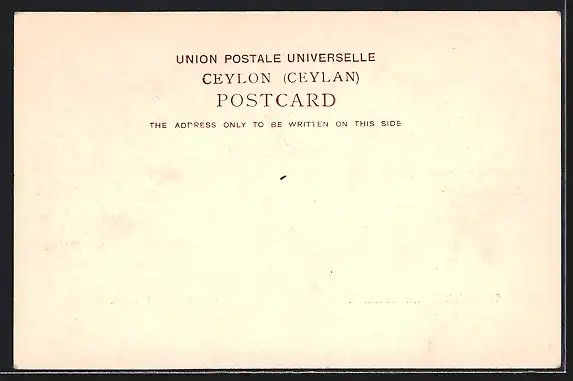 UNION POSTALE UNIVERSELLE
CEYLON (CEYLAN)
POSTCARD
THE ADDRESS ONLY TO BE WRITTEN ON THIS SIDE